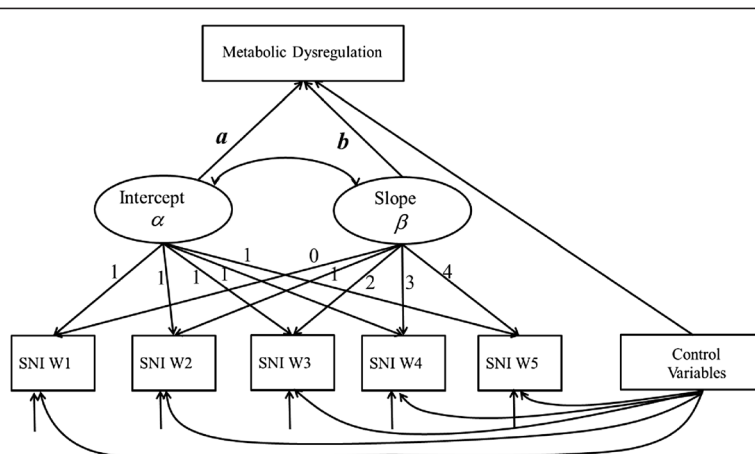 Metabolic Dysregulation
a
b
Intercept
α
Slope
β
1
1
1
1
1
0
1
2
3
4
SNI W1
SNI W2
SNI W3
SNI W4
SNI W5
Control
Variables